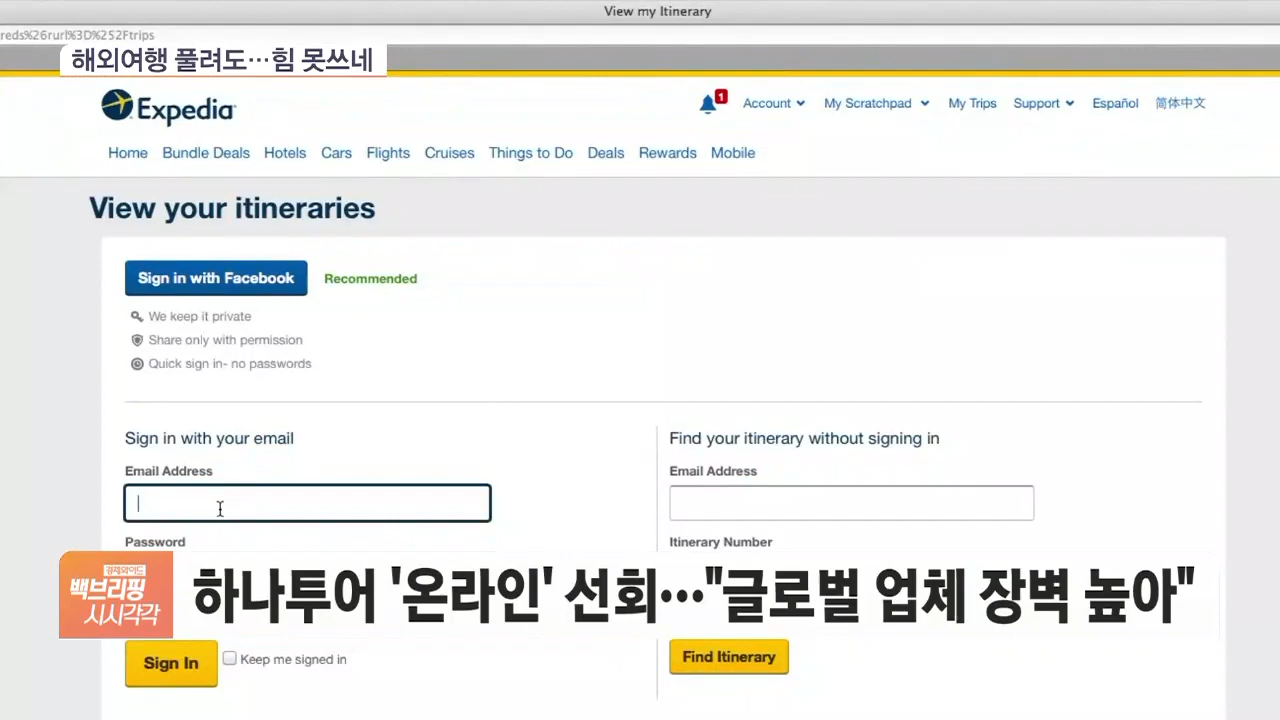 View my Itinerary
reds%26rurl%3D%252Ftrips
해외여행 풀려도…힘 못쓰네
Expedia
1
Account My Scratchpad My Trips Support Español 简体中文
Home Bundle Deals Hotels Cars Flights Cruises Things to Do Deals Rewards Mobile
View your itineraries
Sign in with Facebook Recommended
We keep it private
Share only with permission
Quick sign in- no passwords
Sign in with your email
Email Address
Password
Find your itinerary without signing in
Email Address
Itinerary Number
경제와이드
백브리핑
시시각각
하나투어 '온라인' 선회…"글로벌 업체 장벽 높아"
Sign In Keep me signed in
Find Itinerary